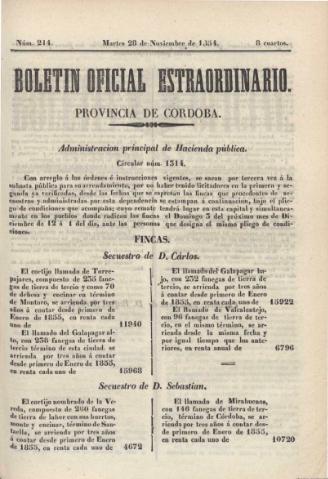 Núm. 214. Martes 28 de Noviembre de 1854. 8 cuartos.
BOLETIN OFICIAL ESTRAORDINARIO.
PROVINCIA DE CORDOBA.
Administracion principal de Hacienda pública.
Circular núm. 1314.
Con arreglo á las órdenes é instrucciones vigentes, se sacan por tercera vez á la
subasta pública para su arrendamiento, por no haber tenido licitadores en la primera y se-
gunda ya verificadas, desde las fechas que se espresan las fincas que procedentes de se-
cuestros y administradas por esta dependencia se estampan á continuacion, bajo el plie-
go de condiciones que acompaña; cuyo remate tendrá lugar en esta capital y simultánea-
mente en los pueblos donde radican las fincas el Domingo 3 del próximo mes de Di-
ciembre de 12 á 1 del dia, ante las personas que designa el mismo pliego de condi-
ciones.
FINCAS.
Secuestro de D. Cárlos.
El cortijo llamado de Torre-
pajares, compuesto de 255 fane-
gas de tierra de tercio y como 70
de dehesa y encinar en término
de Montoro, se arrienda por tres
años á contar desde primero de
Enero de 1855, en renta cada
uno de 11940
El llamado del Galapagar al-
to, con 256 fanegas de tierra de
tercio término de esta ciudad, se
arrienda por tres años á contar
desde primero de Enero de 1855,
en renta cada uno de 15968
El llamado del Galapagar ba-
jo, con 252 fanegas de tierra de
tercio, se arrienda por tres años
á contar desde primero de Enero
de 1855, en renta cada uno de 15922
El llamado de Vafralcantejo,
con 96 fanegas de tierra de ter-
cio, en el mismo término, se ar-
rienda desde la misma fecha y
por igual tiempo que los ante-
riores, en renta anual de 6796
Secuestro de D. Sebastian.
El cortijo nombrado de la Ve-
reda, compuesto de 260 fanegas
de tierra de labor con sus huertos,
monte y encinar, término de San-
taella, se arrienda por tres años
á contar desde primero de Enero
de 1855, en renta cada uno de 4672
El llamado de Mirabuenos,
con 146 fanegas de tierra de ter-
cio, término de Córdoba, se ar-
rienda por tres años á contar des-
de primero de Enero de 1855,
en renta cada uno de 10720